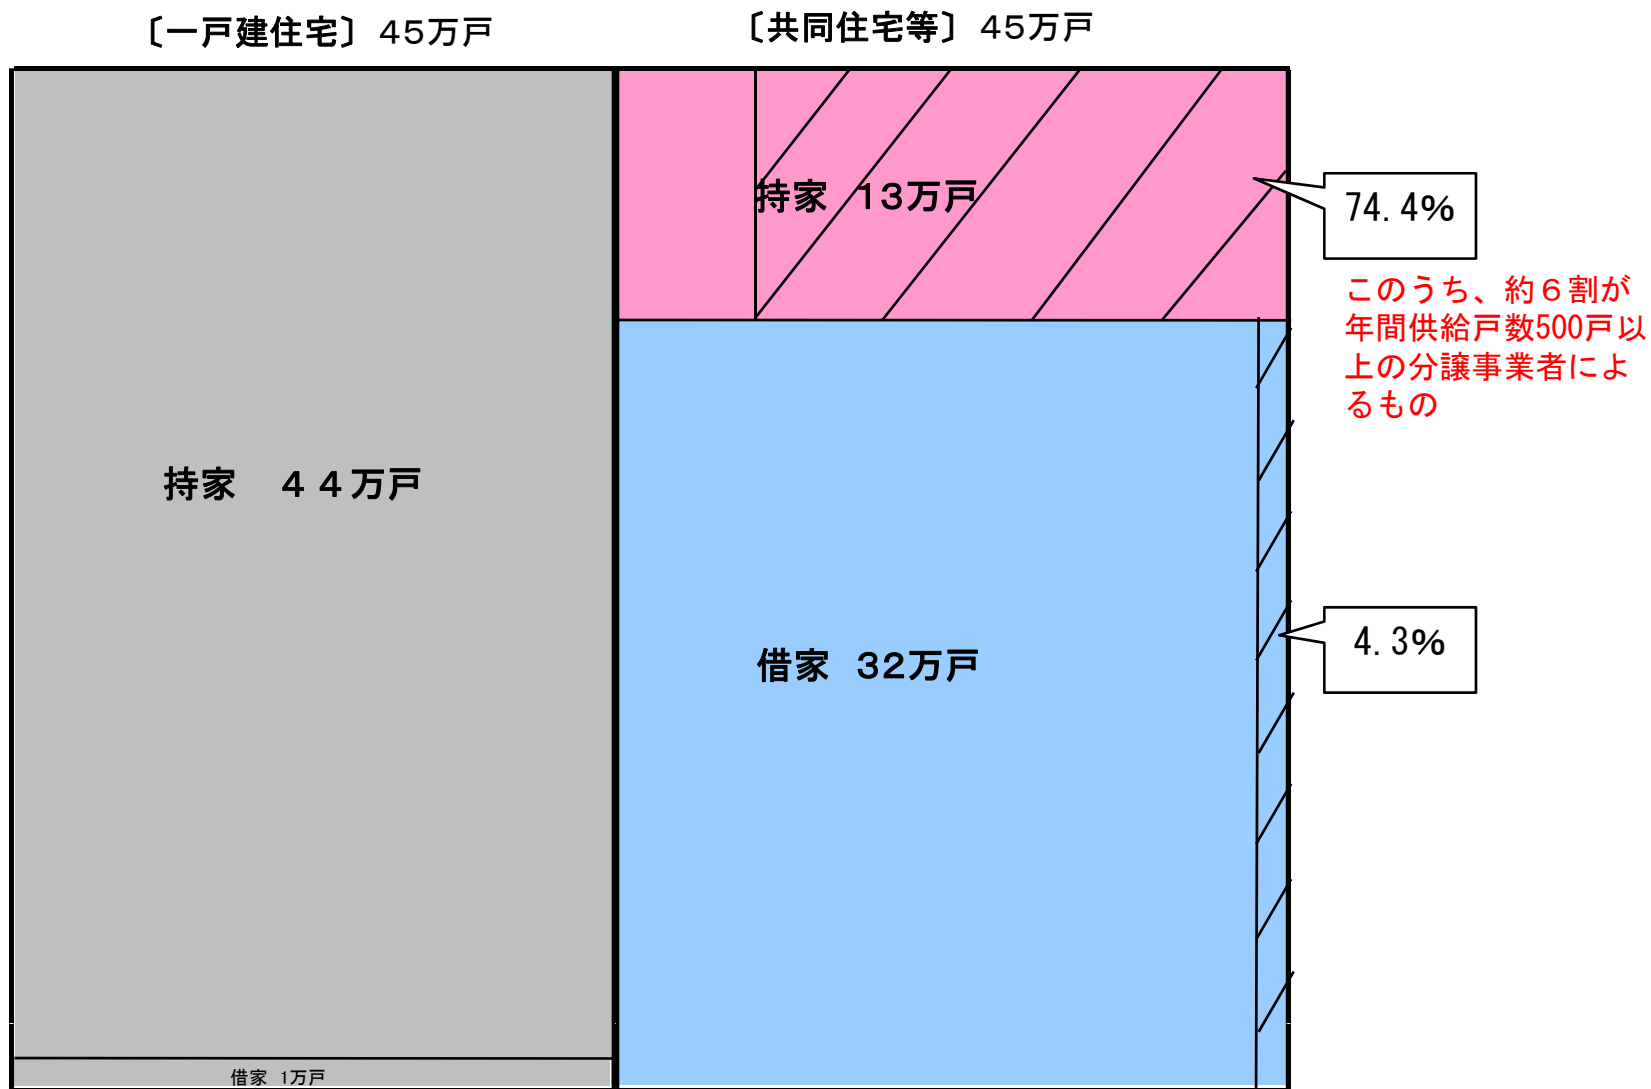 〔一戸建住宅〕45万戸
〔共同住宅等〕45万戸
持家 13万戸
74.4%
このうち、約６割が
年間供給戸数500戸以
上の分譲事業者によ
るもの
持家 ４４万戸
借家 32万戸
4.3%
借家 1万戸